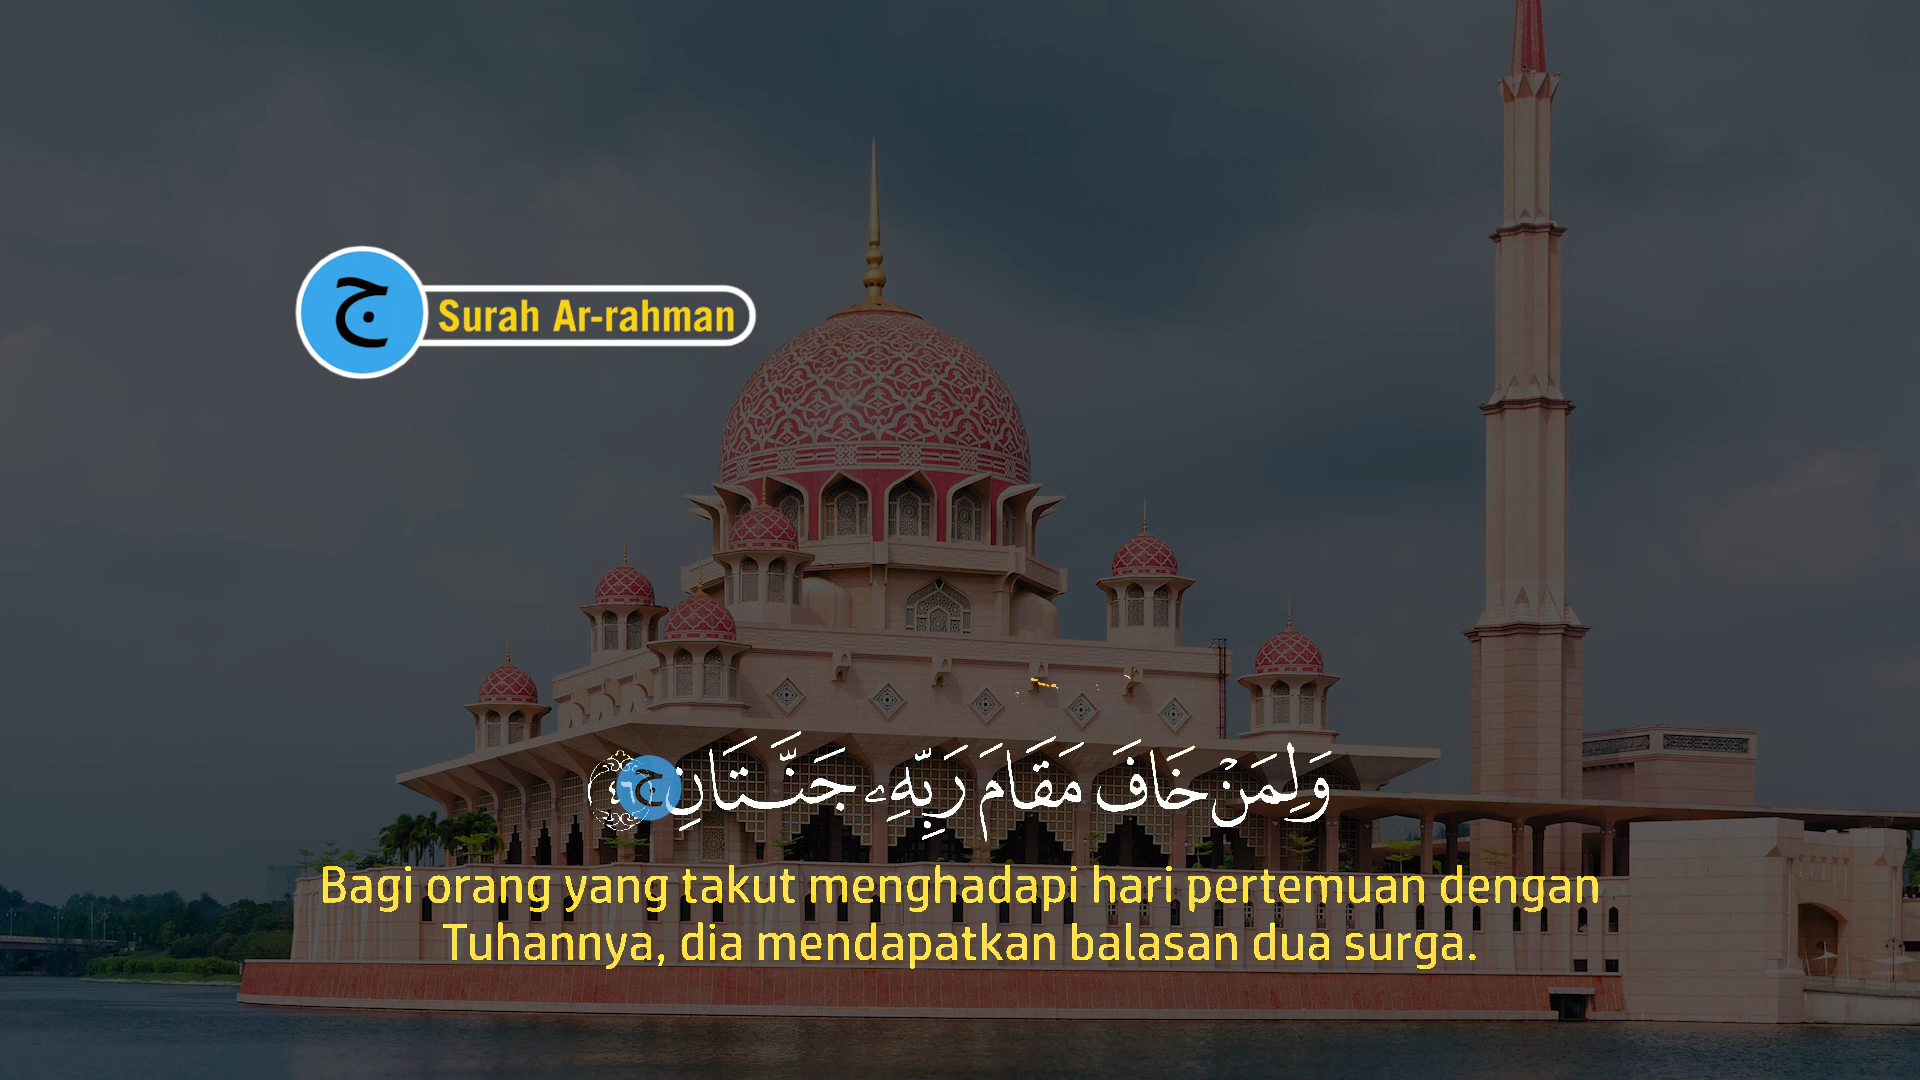 ج
Surah Ar-rahman
وَلِمَنْ خَافَ مَقَامَ رَبِّهِۦ جَنَّتَانِ ج ٤٦
Bagi orang yang takut menghadapi hari pertemuan dengan
Tuhannya, dia mendapatkan balasan dua surga.